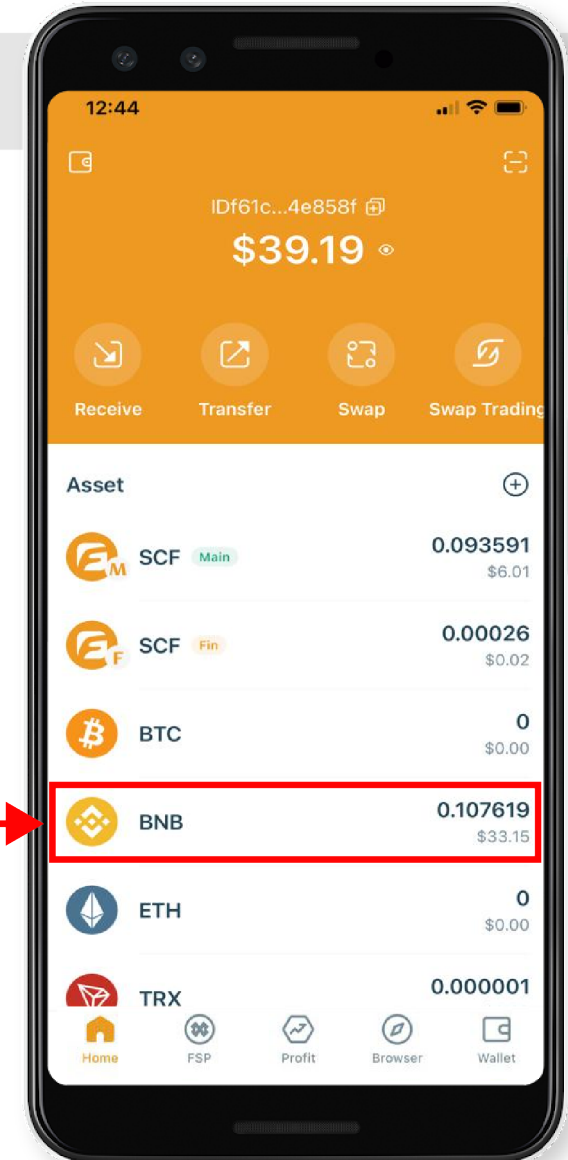 12:44
IDf61c...4e858f
$39.19
Receive Transfer Swap Swap Trading
Asset
SCF Main 0.093591
$6.01
M
SCF Fin 0.00026
$0.02
F
BTC 0
$0.00
BNB 0.107619
$33.15
ETH 0
$0.00
TRX 0.000001
Home FSP Profit Browser Wallet